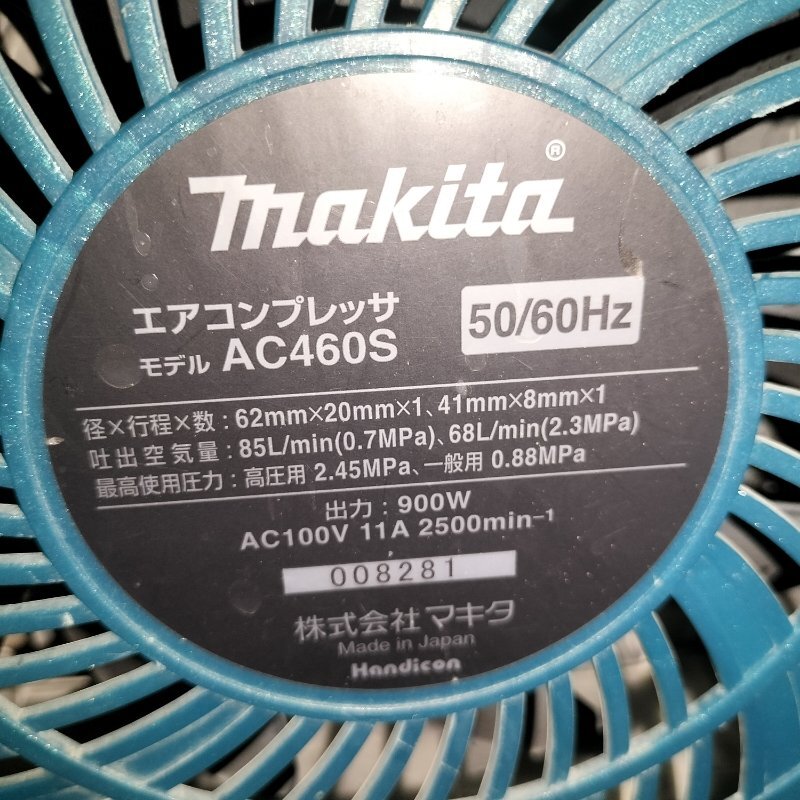 makita®
エアコンプレッサ
モデル AC460S
50/60Hz
径×行程×数：62mm×20mm×1、41mm×8mm×1
吐出空気量：85L/min(0.7MPa)、68L/min(2.3MPa)
最高使用圧力：高圧用 2.45MPa、一般用 0.88MPa
出力：900W
AC100V 11A 2500min⁻¹
008281
株式会社 マキタ
Made in Japan
Handicon